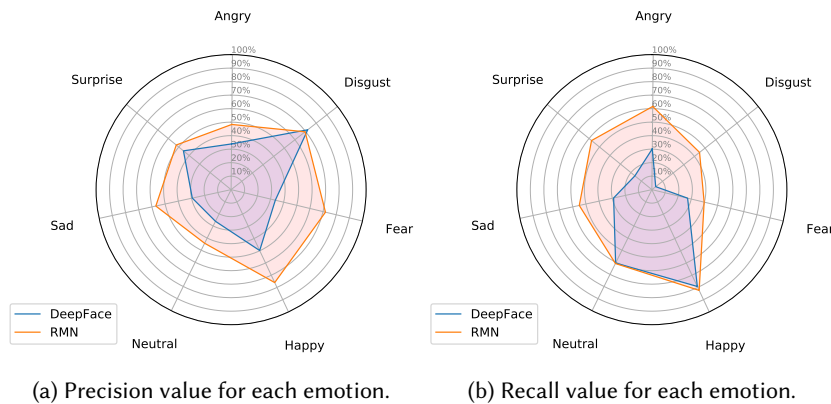 Angry
Disgust
Fear
Happy
Neutral
Sad
Surprise
100%
90%
80%
70%
60%
50%
40%
30%
20%
10%
DeepFace
RMN
(a) Precision value for each emotion.
Angry
Disgust
Fear
Happy
Neutral
Sad
Surprise
100%
90%
80%
70%
60%
50%
40%
30%
20%
10%
DeepFace
RMN
(b) Recall value for each emotion.